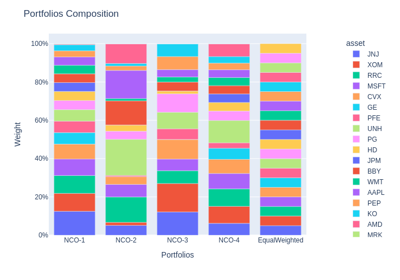 Portfolios Composition
100%
80%
60%
40%
20%
0%
Weight
NCO-1
NCO-2
NCO-3
NCO-4
EqualWeighted
Portfolios
asset
JNJ
XOM
RRC
MSFT
CVX
GE
PFE
UNH
PG
HD
JPM
BBY
WMT
AAPL
PEP
KO
AMD
MRK